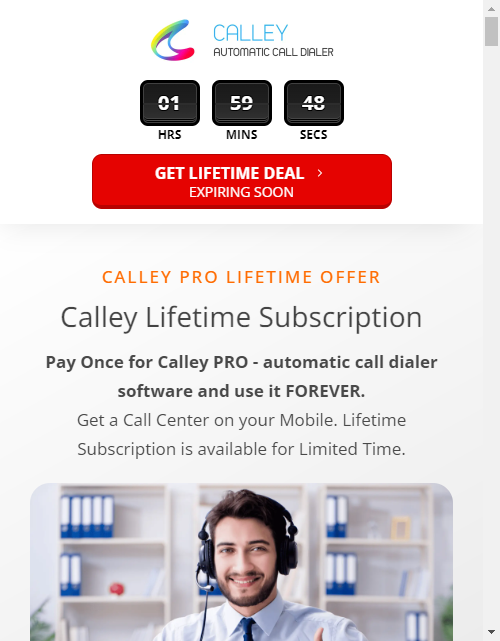 CALLEY
AUTOMATIC CALL DIALER
01 59 48
HRS MINS SECS
GET LIFETIME DEAL >
EXPIRING SOON
CALLEY PRO LIFETIME OFFER
Calley Lifetime Subscription
Pay Once for Calley PRO - automatic call dialer
software and use it FOREVER.
Get a Call Center on your Mobile. Lifetime
Subscription is available for Limited Time.